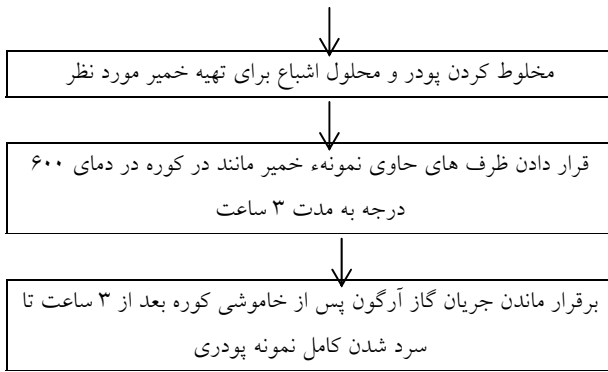 مخلوط کردن پودر و محلول اشباع برای تهیه خمیر مورد نظر
قرار دادن ظرف های حاوی نمونهء خمیر مانند در کوره در دمای ۶۰۰
درجه به مدت ۳ ساعت
برقرار ماندن جریان گاز آرگون پس از خاموشی کوره بعد از ۳ ساعت تا
سرد شدن کامل نمونه پودری